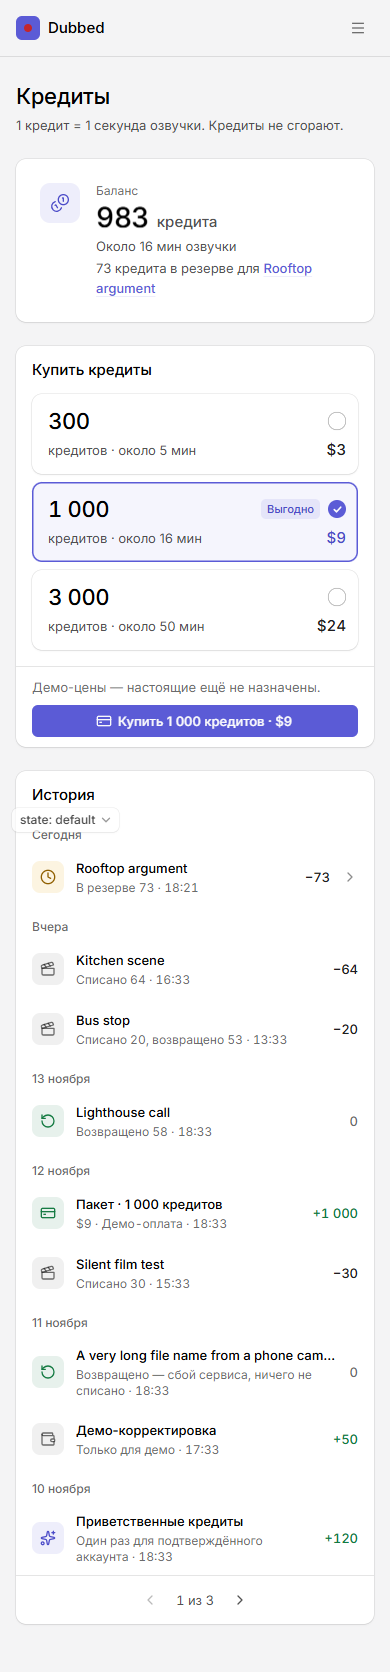 Dubbed
Кредиты
1 кредит = 1 секунда озвучки. Кредиты не сгорают.
Баланс
983 кредита
Около 16 мин озвучки
73 кредита в резерве для Rooftop
argument
Купить кредиты
300
кредитов · около 5 мин
$3
1 000
Выгодно
кредитов · около 16 мин
$9
3 000
кредитов · около 50 мин
$24
Демо-цены — настоящие ещё не назначены.
Купить 1 000 кредитов · $9
История
state: default
Сегодня
Rooftop argument
В резерве 73 · 18:21
−73
Вчера
Kitchen scene
Списано 64 · 16:33
−64
Bus stop
Списано 20, возвращено 53 · 13:33
−20
13 ноября
Lighthouse call
Возвращено 58 · 18:33
0
12 ноября
Пакет · 1 000 кредитов
$9 · Демо-оплата · 18:33
+1 000
Silent film test
Списано 30 · 15:33
−30
11 ноября
A very long file name from a phone cam...
Возвращено — сбой сервиса, ничего не
списано · 18:33
0
Демо-корректировка
Только для демо · 17:33
+50
10 ноября
Приветственные кредиты
Один раз для подтверждённого
аккаунта · 18:33
+120
1 из 3